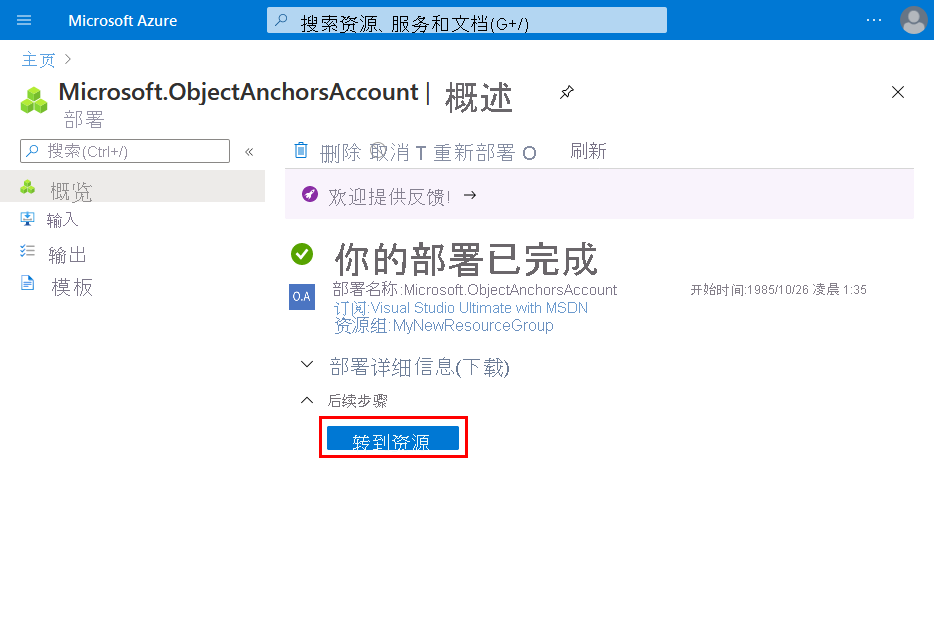 Microsoft Azure
搜索资源、服务和文档(G+/)
主页
Microsoft.ObjectAnchorsAccount | 概述
部署
搜索(Ctrl+/)
删除 取消 T 重新部署 O 刷新
概览
输入
输出
模板
欢迎提供反馈! →
你的部署已完成
O.A
部署名称:Microsoft.ObjectAnchorsAccount 开始时间:1985/10/26 凌晨 1:35
订阅:Visual Studio Ultimate with MSDN
资源组:MyNewResourceGroup
部署详细信息(下载)
后续步骤
转到资源